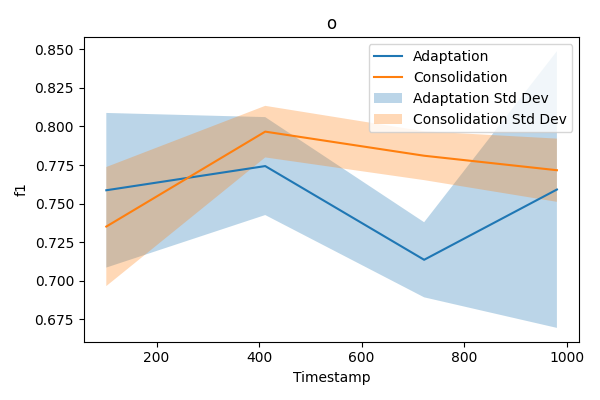 o
0.850
0.825
0.800
0.775
0.750
0.725
0.700
0.675
f1
Adaptation
Consolidation
Adaptation Std Dev
Consolidation Std Dev
200
400
600
800
1000
Timestamp